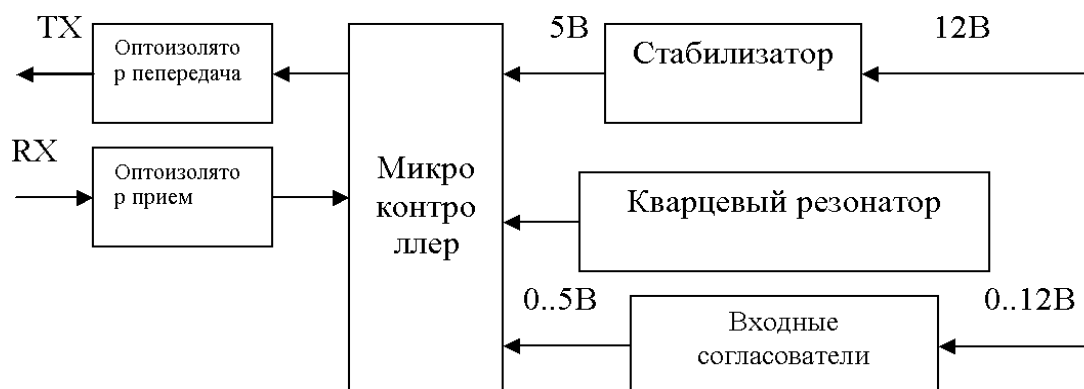 TX
Оптоизолято
р пепередача
RX
Оптоизолято
р прием
Микро
контро
ллер
5В
Стабилизатор
12В
Кварцевый резонатор
0..5В
Входные
согласователи
0..12В